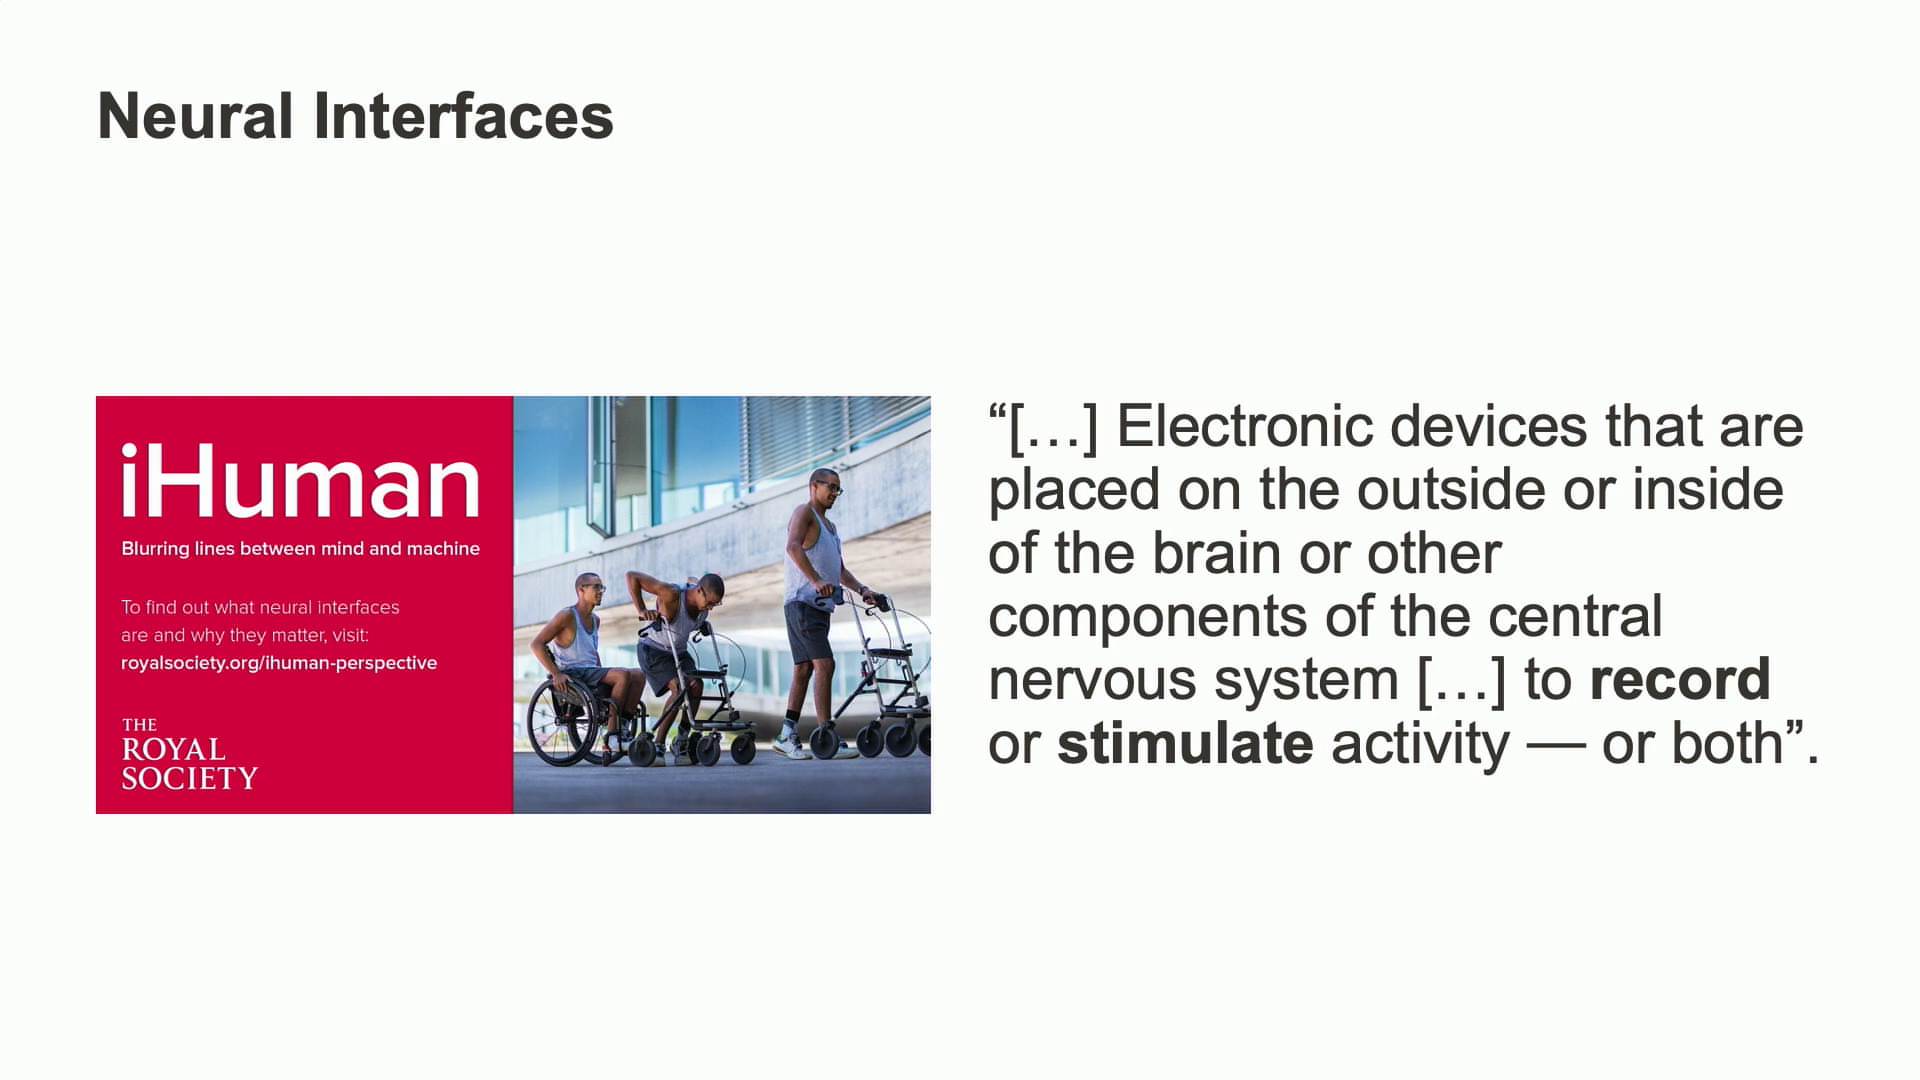 Neural Interfaces
iHuman
Blurring lines between mind and machine
To find out what neural interfaces
are and why they matter, visit:
royalsociety.org/ihuman-perspective
THE
ROYAL
SOCIETY
“[…] Electronic devices that are
placed on the outside or inside
of the brain or other
components of the central
nervous system […] to record
or stimulate activity — or both”.